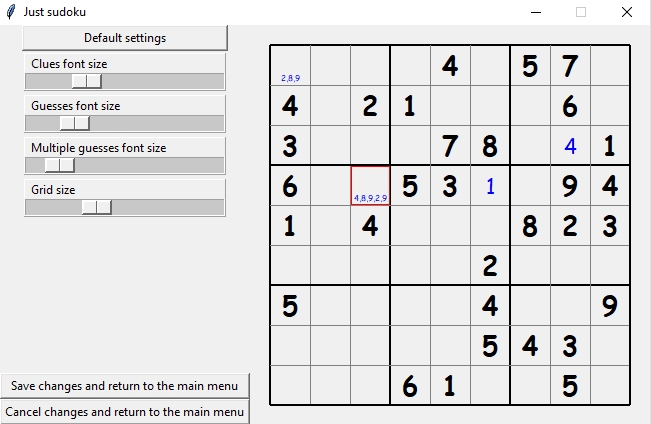 Just sudoku
Default settings
Clues font size
Guesses font size
Multiple guesses font size
Grid size
Save changes and return to the main menu
Cancel changes and return to the main menu
2,8,9 4 5 7
4 2 1 6
3 7 8 4 1
6 4,8,9,2,9 5 3 1 9 4
1 4 8 2 3
2
5 4 9
5 4 3
6 1 5